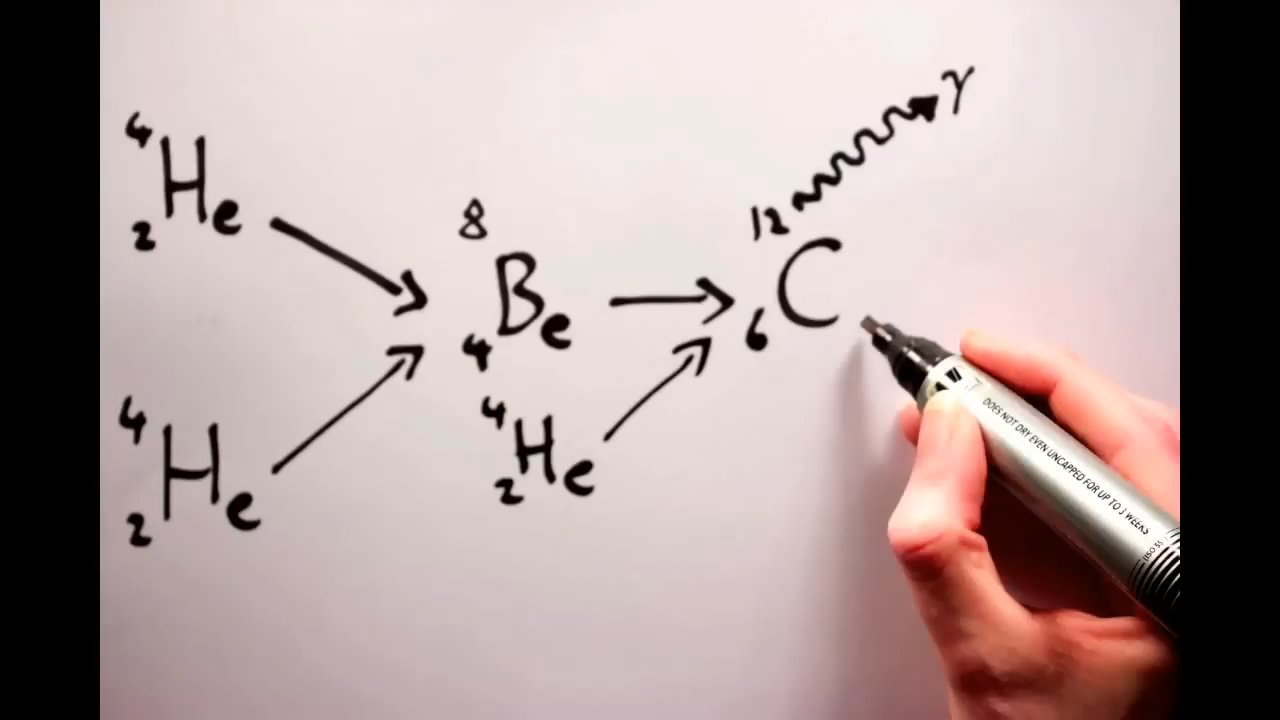 ⁴₂He
⁴₂He
⁸₄Be
⁴₂He
¹²₆C
γ
DOES NOT DRY EVEN UNCAPPED FOR UP TO 3 WEEKS